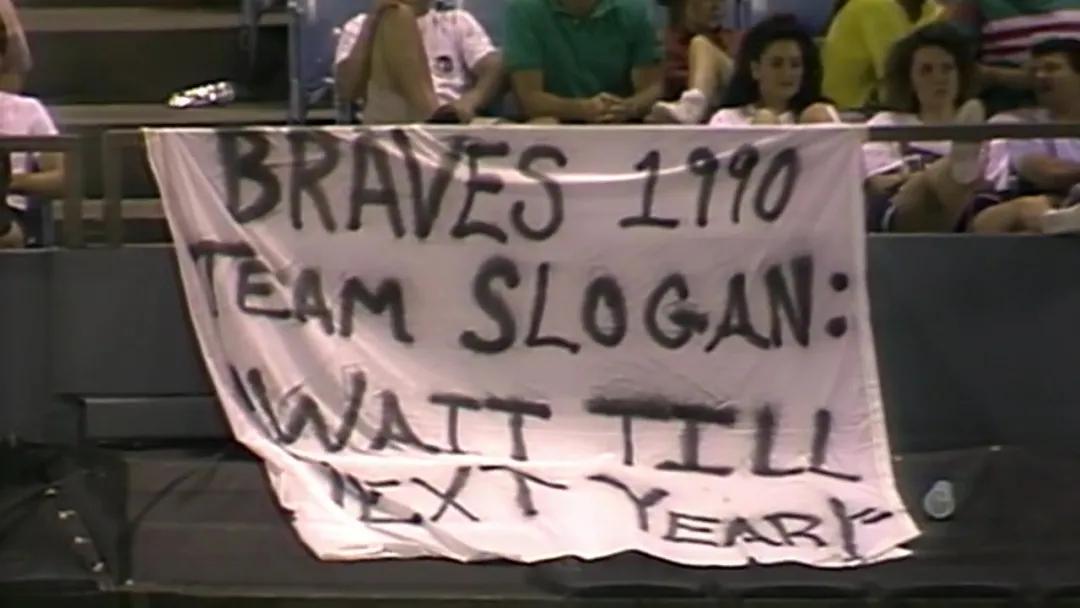 BRAVES 1990
TEAM SLOGAN:
"WAIT TILL
NEXT YEAR!"